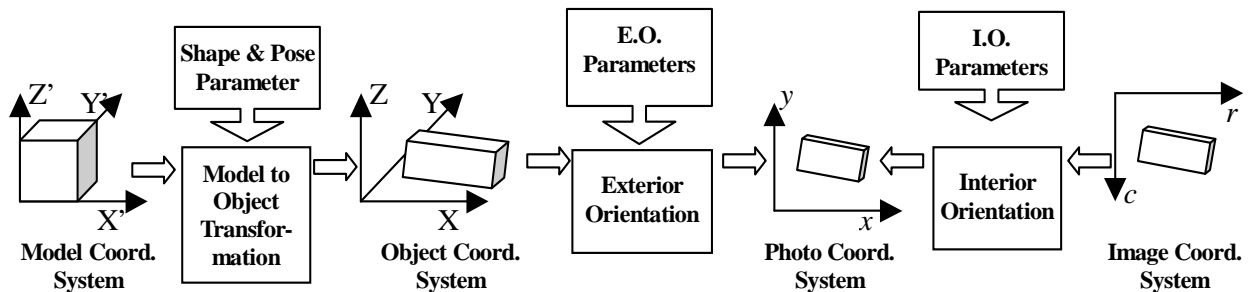 Shape & Pose
Parameter
E.O.
Parameters
I.O.
Parameters
Z'
Y'
X'
Model Coord.
System
Model to
Object
Transfor-
mation
Z
Y
X
Object Coord.
System
Exterior
Orientation
y
x
Photo Coord.
System
Interior
Orientation
r
c
Image Coord.
System